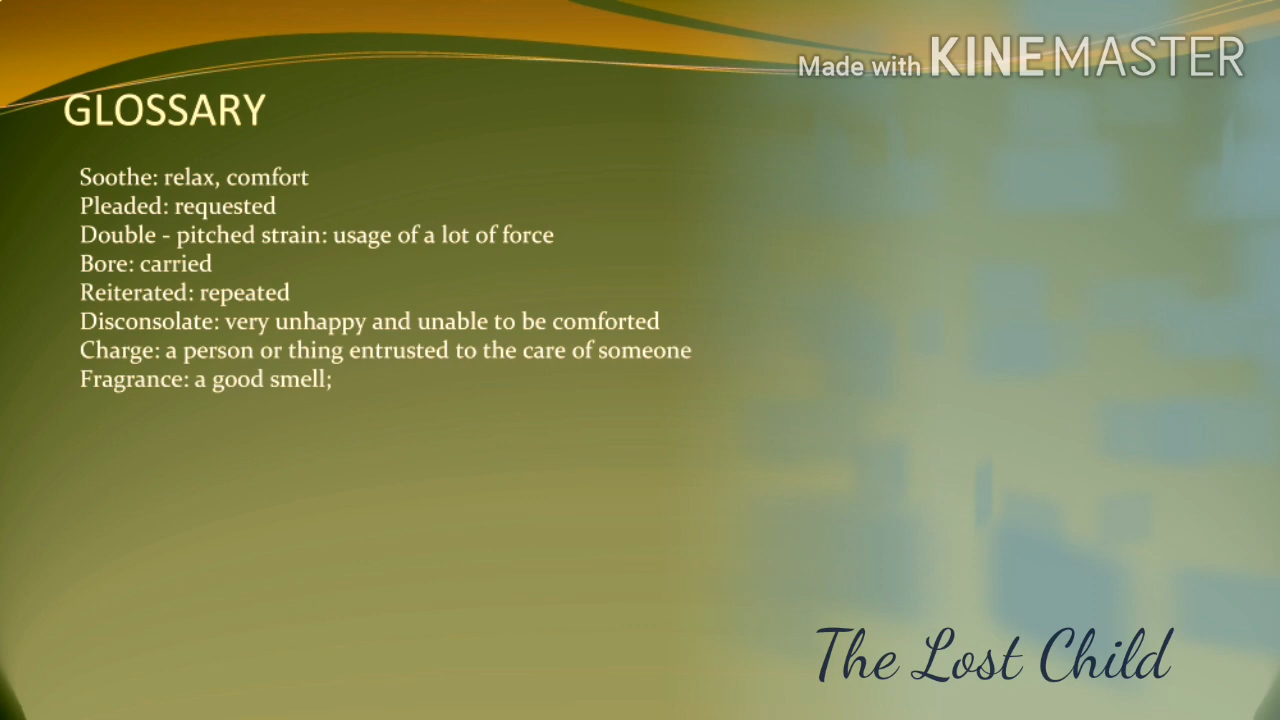 Made with KINEMASTER
GLOSSARY
Soothe: relax, comfort
Pleaded: requested
Double - pitched strain: usage of a lot of force
Bore: carried
Reiterated: repeated
Disconsolate: very unhappy and unable to be comforted
Charge: a person or thing entrusted to the care of someone
Fragrance: a good smell;
The Lost Child